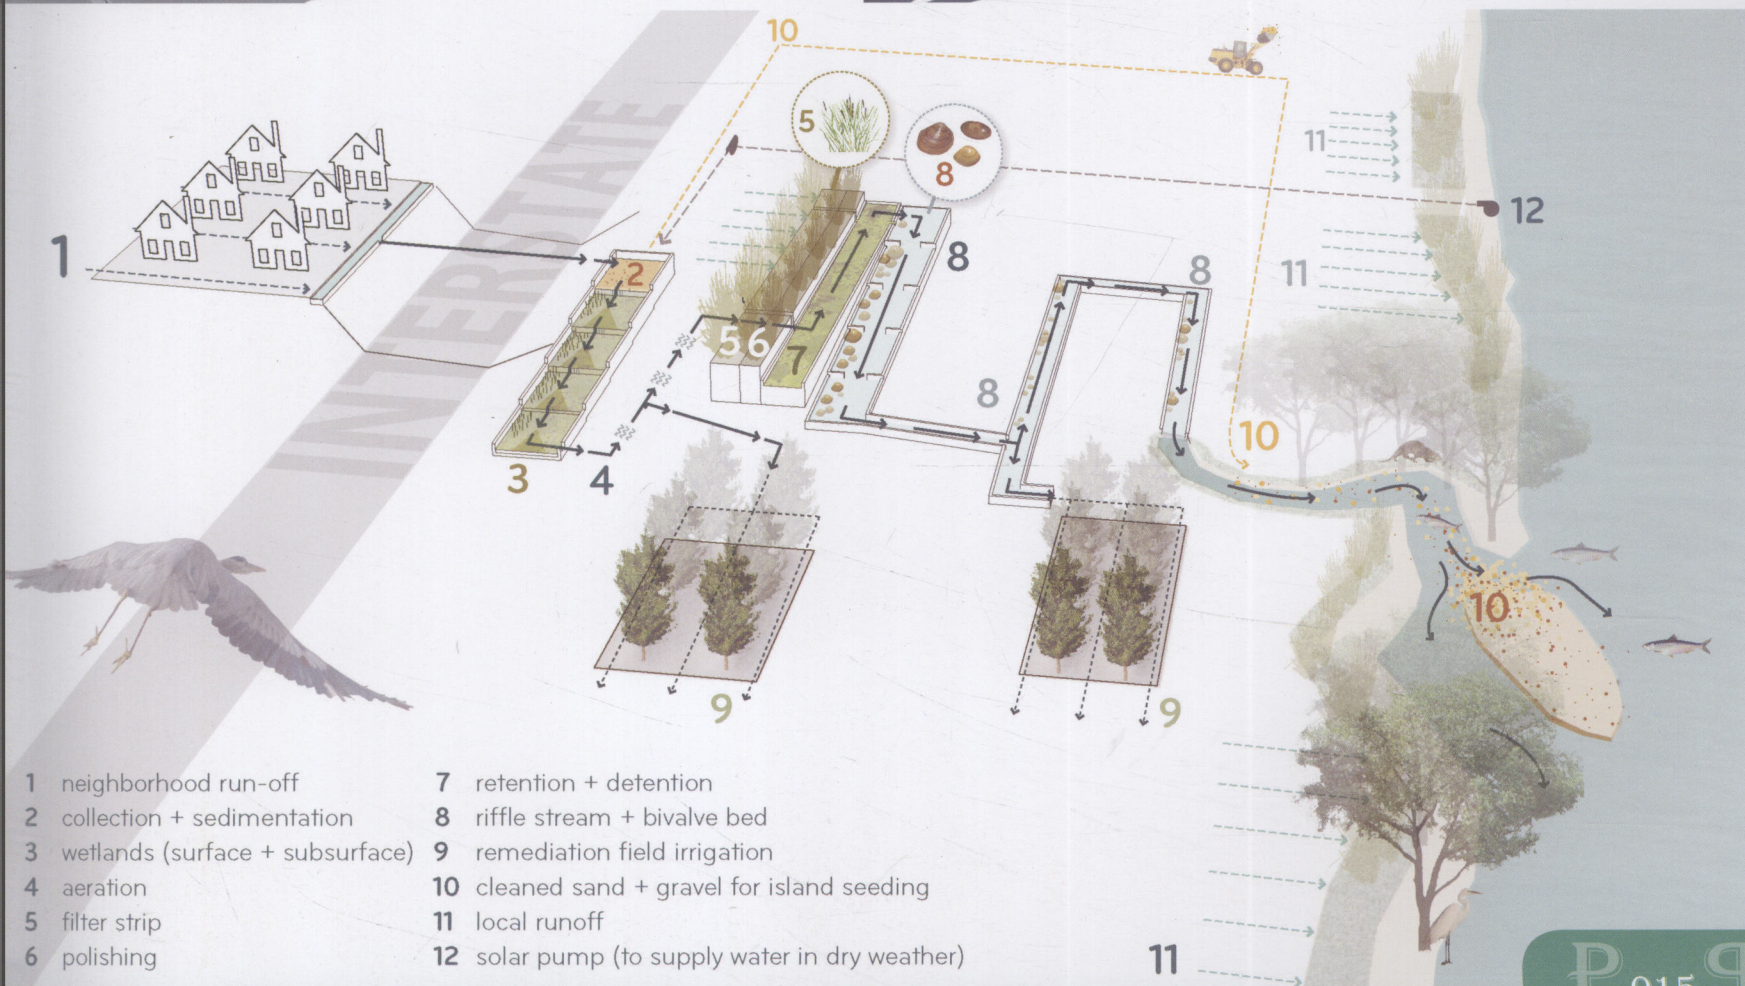 10
5
8
11
12
1
INTERSTATE
2
8
8
11
5 6
7
8
10
3
4
10
9
9
1 neighborhood run-off
2 collection + sedimentation
3 wetlands (surface + subsurface)
4 aeration
5 filter strip
6 polishing
7 retention + detention
8 riffle stream + bivalve bed
9 remediation field irrigation
10 cleaned sand + gravel for island seeding
11 local runoff
12 solar pump (to supply water in dry weather)
11